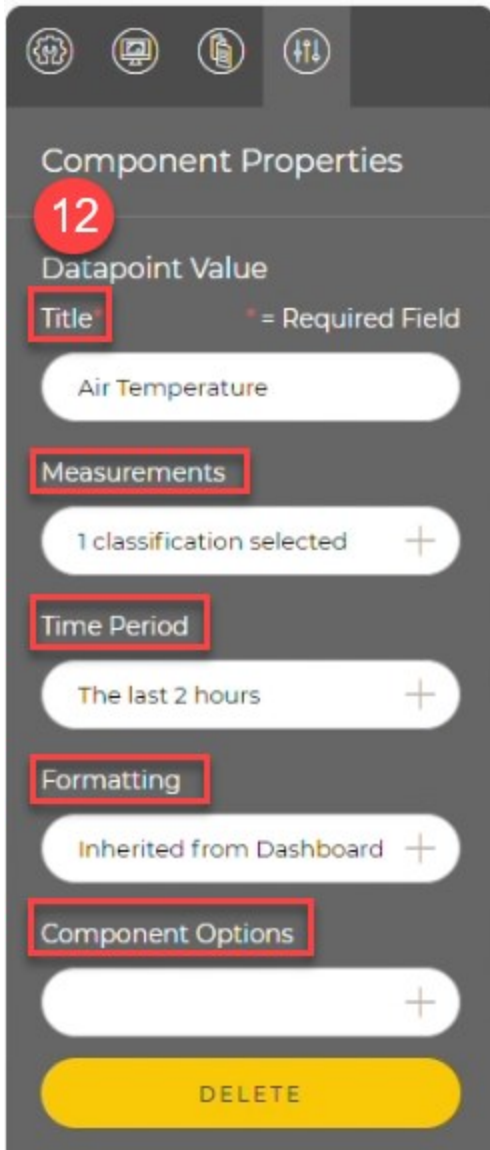 Component Properties
12
Datapoint Value
Title* * = Required Field
Air Temperature
Measurements
1 classification selected
Time Period
The last 2 hours
Formatting
Inherited from Dashboard
Component Options
DELETE